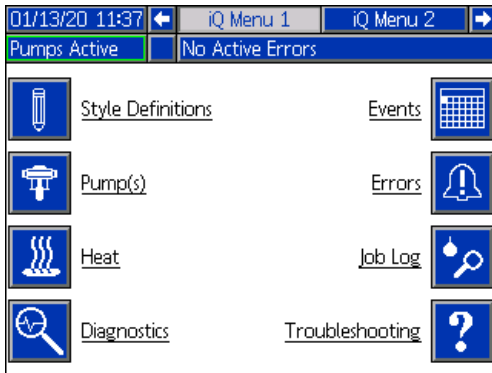 01/13/20 11:37 iQ Menu 1 iQ Menu 2
Pumps Active No Active Errors
Style Definitions Events
Pump(s) Errors
Heat Job Log
Diagnostics Troubleshooting
?